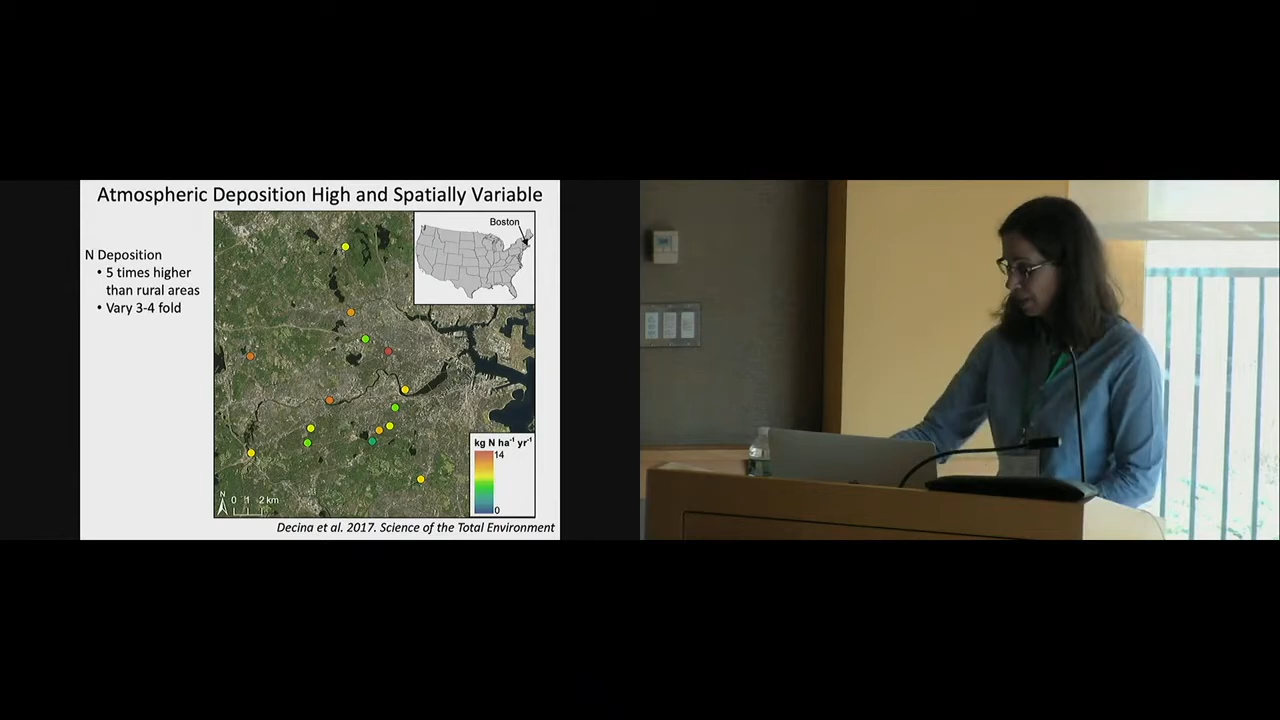 Atmospheric Deposition High and Spatially Variable
N Deposition
• 5 times higher
than rural areas
• Vary 3-4 fold
Boston
kg N ha⁻¹ yr⁻¹
14
0
N
0 1 2 km
Decina et al. 2017. Science of the Total Environment